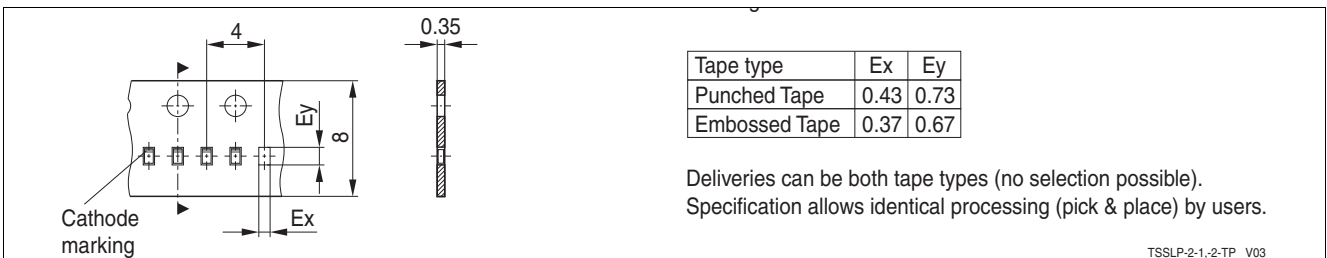 4
0.35
Ey
8
Ex
Cathode
marking
Tape type Ex Ey
Punched Tape 0.43 0.73
Embossed Tape 0.37 0.67
Deliveries can be both tape types (no selection possible).
Specification allows identical processing (pick & place) by users.
TSSLP-2-1,-2-TP V03